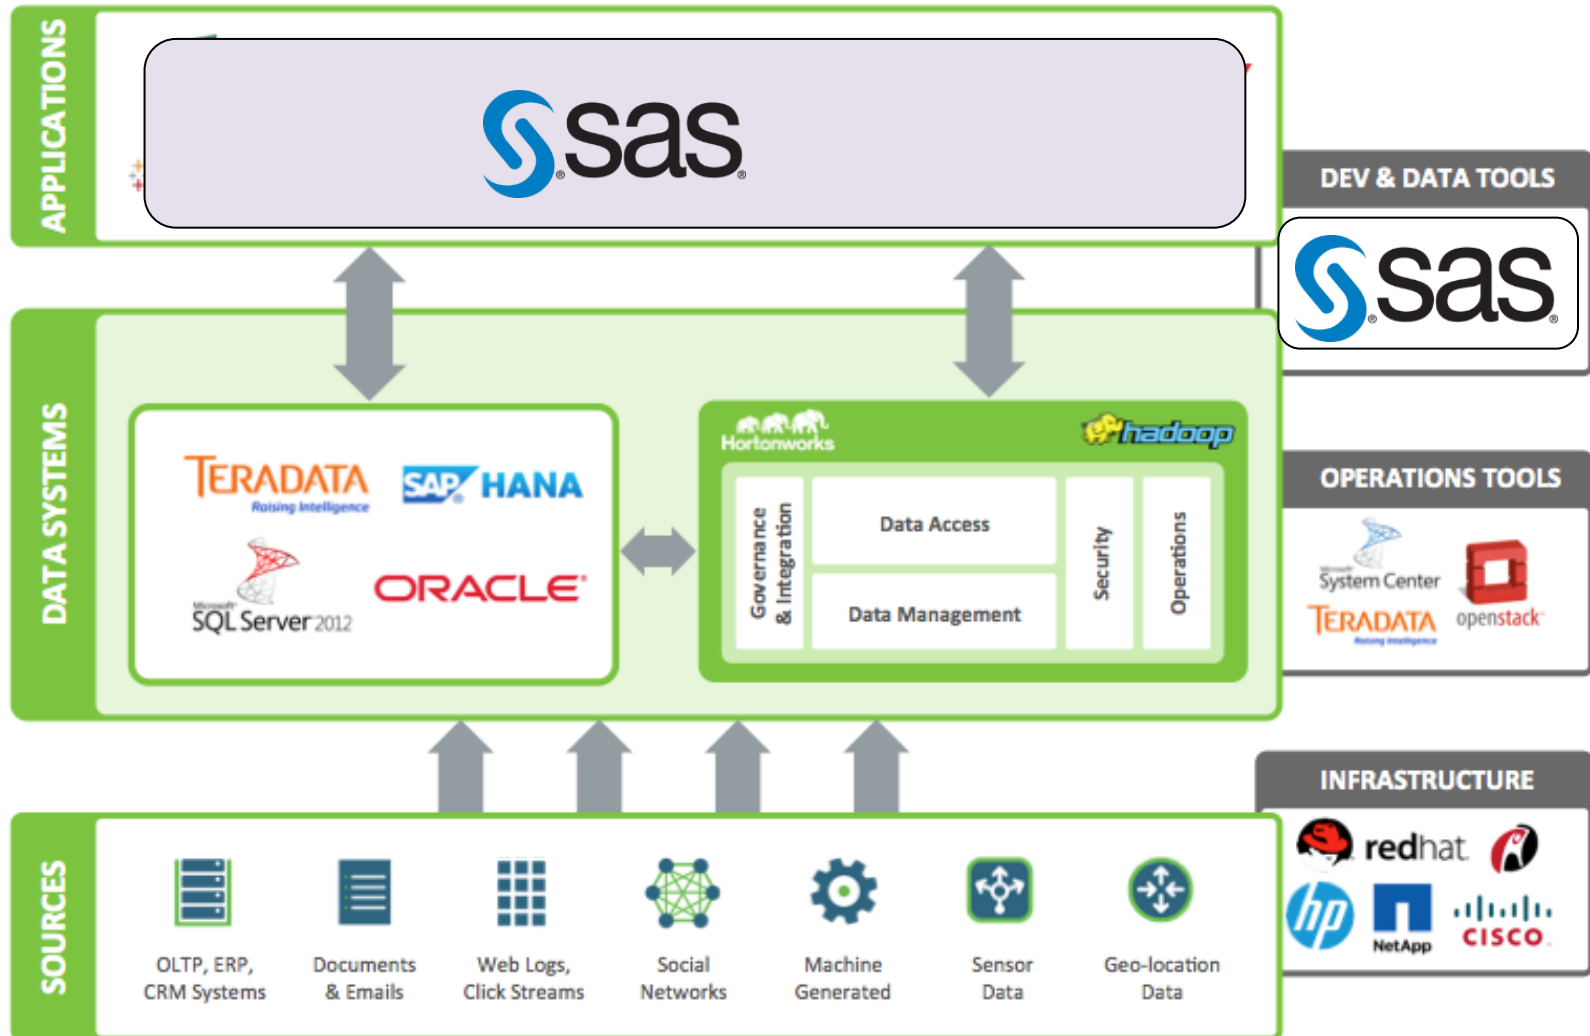 APPLICATIONS
sas
DEV & DATA TOOLS
sas
DATA SYSTEMS
TERADATA
Raising Intelligence
SAP HANA
Microsoft
SQL Server 2012
ORACLE
Hortonworks
hadoop
Governance
& Integration
Data Access
Data Management
Security
Operations
OPERATIONS TOOLS
Microsoft
System Center
TERADATA
Raising Intelligence
openstack
INFRASTRUCTURE
redhat
hp
NetApp
CISCO
SOURCES
OLTP, ERP,
CRM Systems
Documents
& Emails
Web Logs,
Click Streams
Social
Networks
Machine
Generated
Sensor
Data
Geo-location
Data